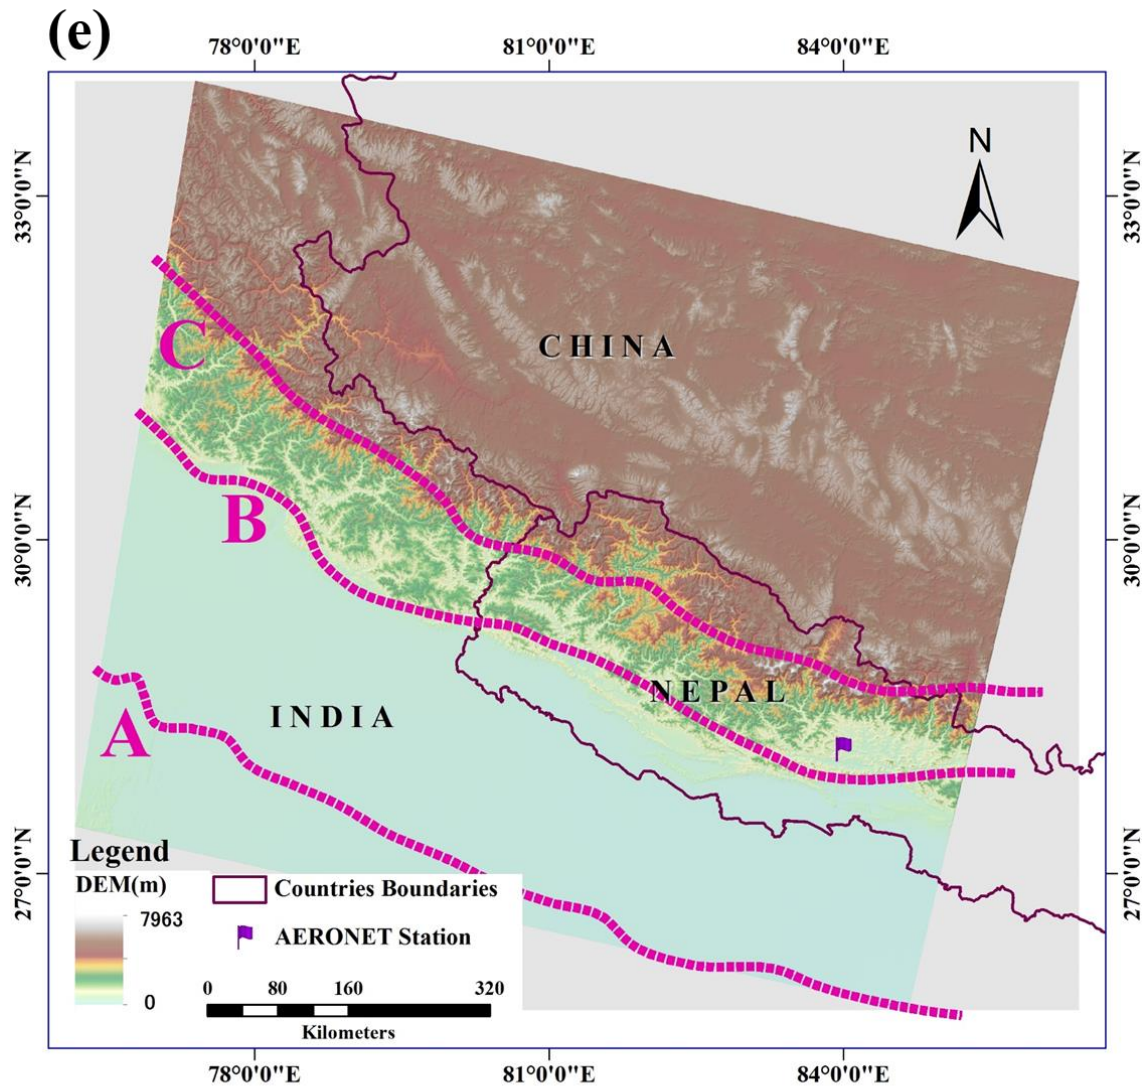 (e)
78°0'0"E 81°0'0"E 84°0'0"E
N
33°0'0"N 33°0'0"N
C
CHINA
B
30°0'0"N 30°0'0"N
NEPAL
INDIA
A
27°0'0"N 27°0'0"N
Legend
DEM(m)
7963
0
Countries Boundaries
AERONET Station
0 80 160 320
Kilometers
78°0'0"E 81°0'0"E 84°0'0"E